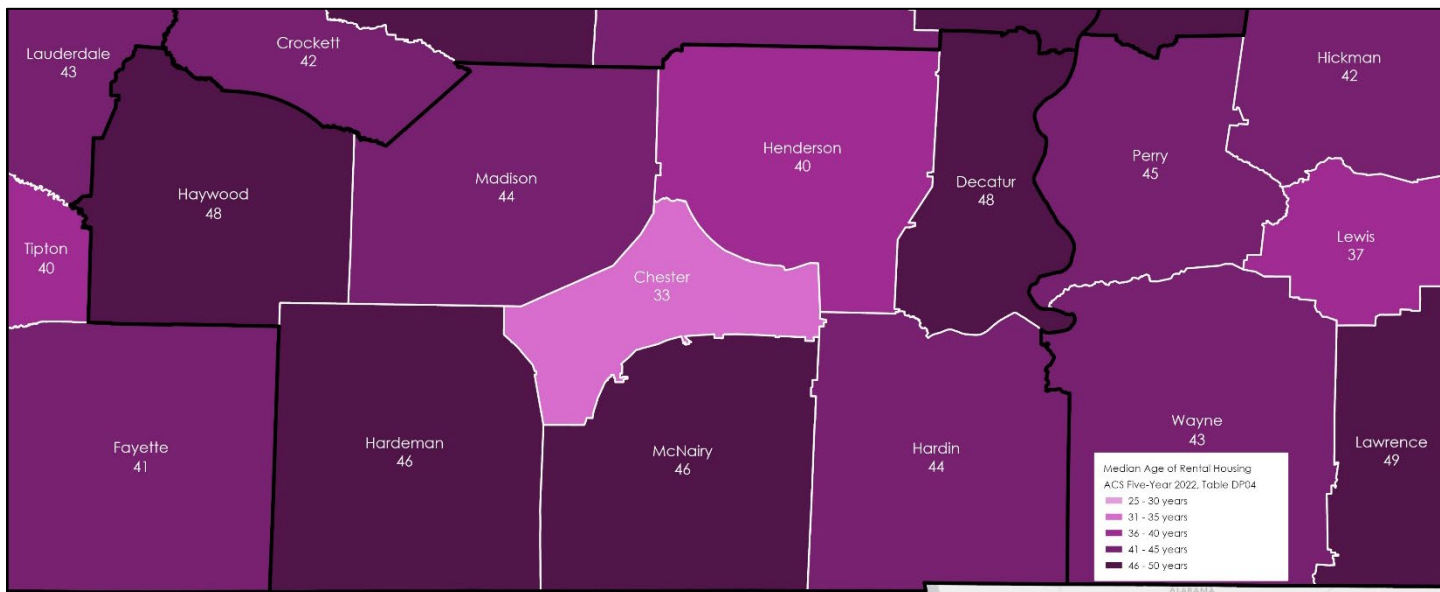 Lauderdale
43
Crockett
42
Hickman
42
Henderson
40
Perry
45
Madison
44
Decatur
48
Haywood
48
Lewis
37
Tipton
40
Chester
33
Wayne
43
Fayette
41
Hardeman
46
McNairy
46
Hardin
44
Lawrence
49
Median Age of Rental Housing
ACS Five-Year 2022, Table DP04
25 - 30 years
31 - 35 years
36 - 40 years
41 - 45 years
46 - 50 years
ALABAMA